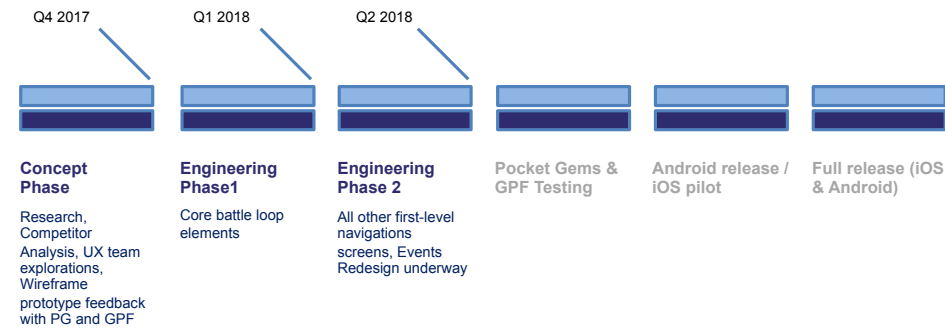 Q4 2017
Q1 2018
Q2 2018
Concept
Phase
Research,
Competitor
Analysis, UX team
explorations,
Wireframe
prototype feedback
with PG and GPF
Engineering
Phase1
Core battle loop
elements
Engineering
Phase 2
All other first-level
navigations
screens, Events
Redesign underway
Pocket Gems &
GPF Testing
Android release /
iOS pilot
Full release (iOS
& Android)